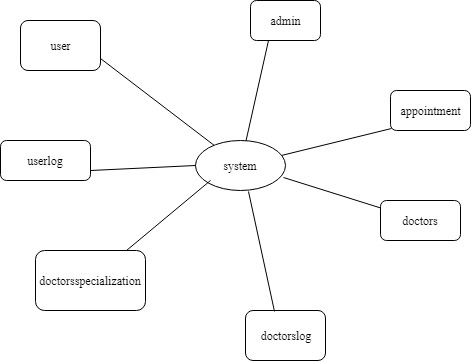 admin
user
appointment
userlog
system
doctors
doctorsspecialization
doctorslog